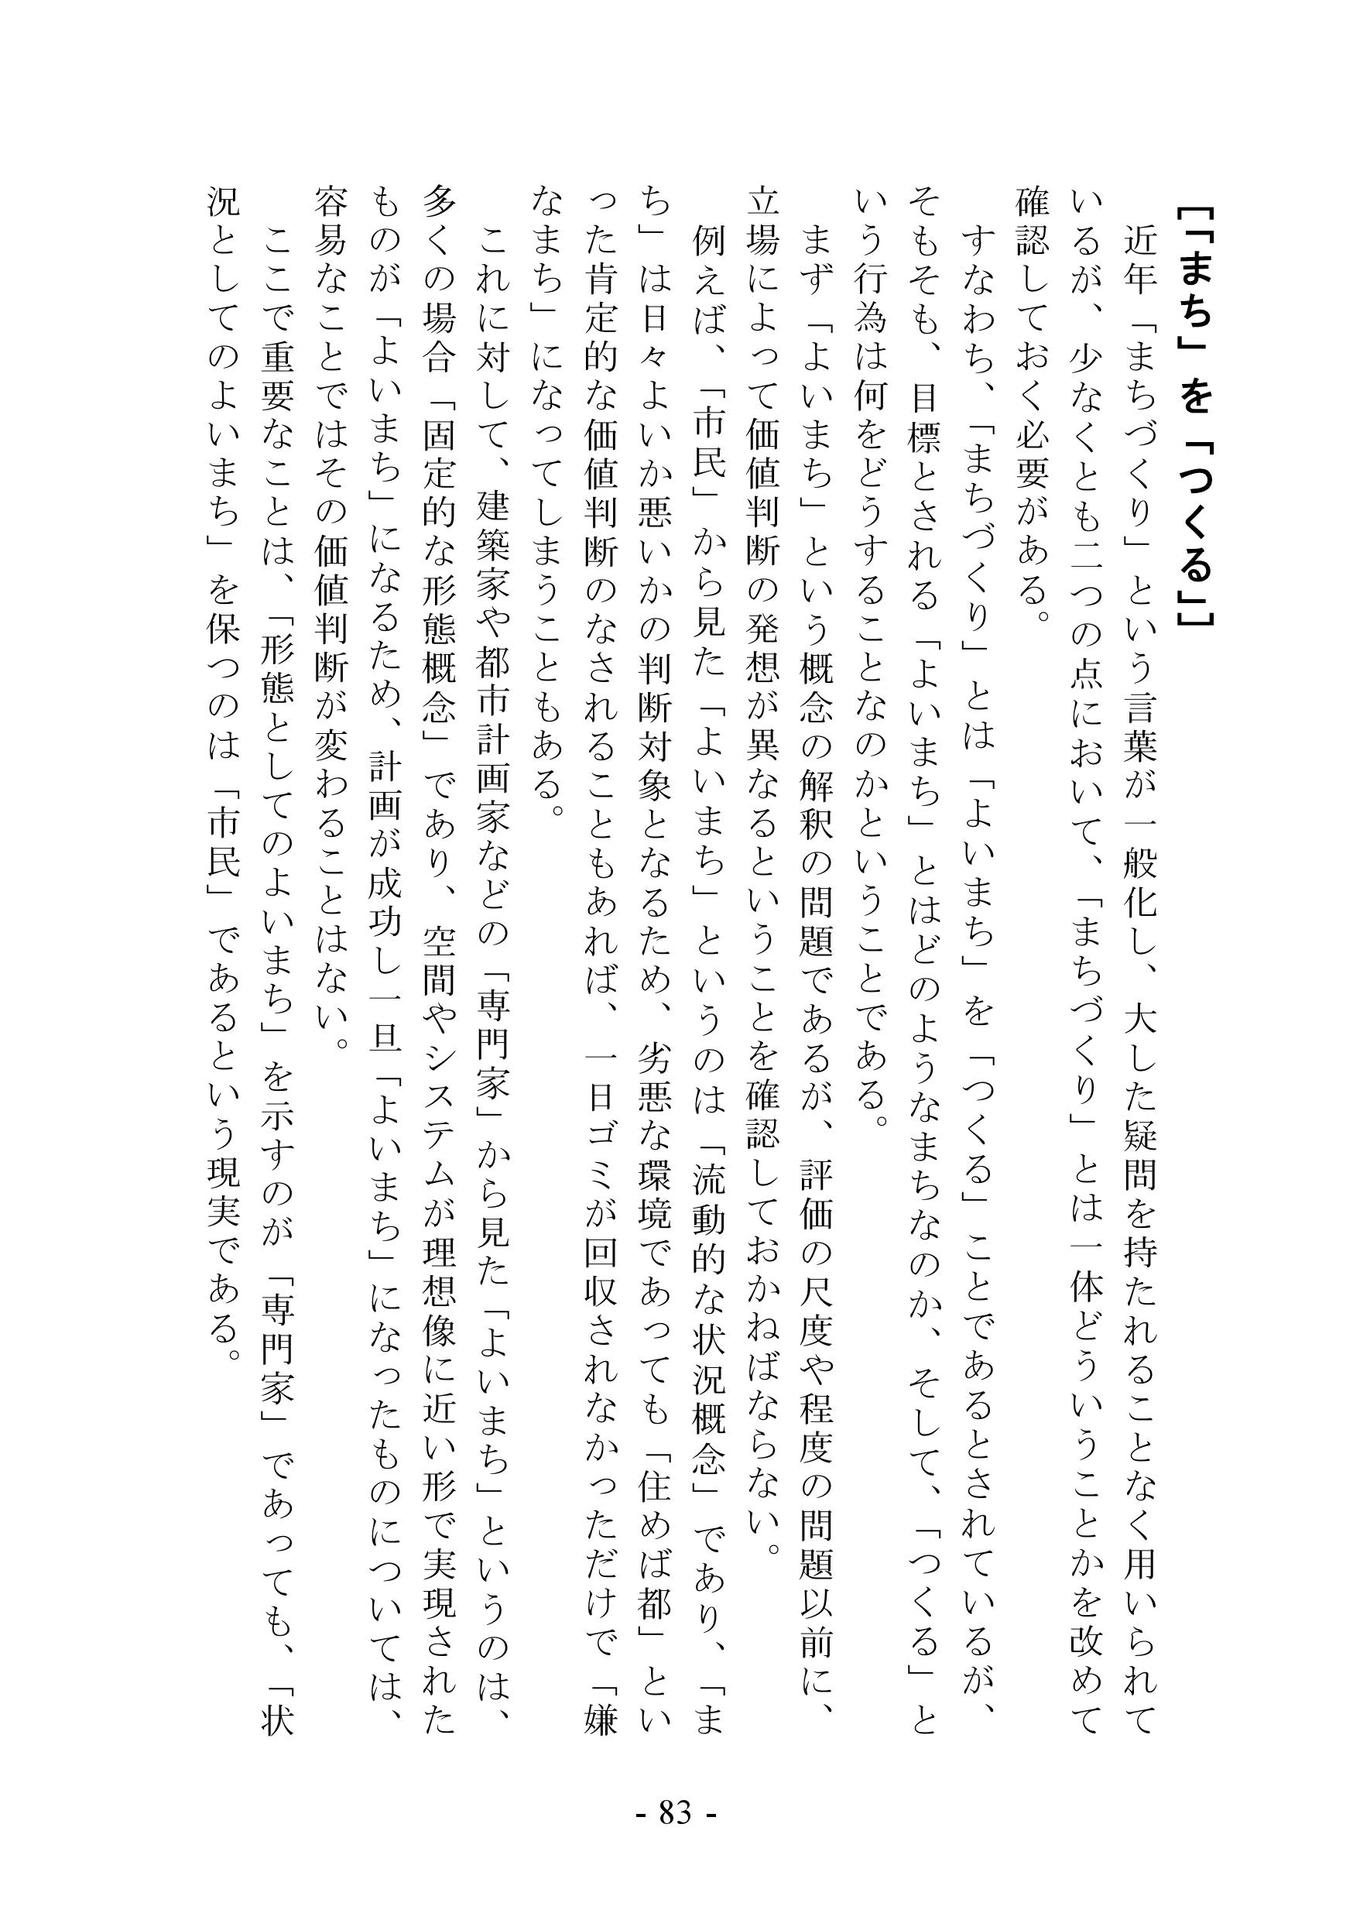 ［「まち」を「つくる」］
　近年「まちづくり」という言葉が一般化し、大した疑問を持たれることなく用いられて
いるが、少なくとも二つの点において、「まちづくり」とは一体どういうことかを改めて
確認しておく必要がある。
　すなわち、「まちづくり」とは「よいまち」を「つくる」ことであるとされているが、
そもそも、目標とされる「よいまち」とはどのようなまちなのか、そして、「つくる」と
いう行為は何をどうすることなのかということである。
　まず「よいまち」という概念の解釈の問題であるが、評価の尺度や程度の問題以前に、
立場によって価値判断の発想が異なるということを確認しておかねばならない。
　例えば、「市民」から見た「よいまち」というのは「流動的な状況概念」であり、「ま
ち」は日々よいか悪いかの判断対象となるため、劣悪な環境であっても「住めば都」とい
った肯定的な価値判断のなされることもあれば、一日ゴミが回収されなかっただけで「嫌
なまち」になってしまうこともある。
　これに対して、建築家や都市計画家などの「専門家」から見た「よいまち」というのは、
多くの場合「固定的な形態概念」であり、空間やシステムが理想像に近い形で実現された
ものが「よいまち」になるため、計画が成功し一旦「よいまち」になったものについては、
容易なことではその価値判断が変わることはない。
　ここで重要なことは、「形態としてのよいまち」を示すのが「専門家」であっても、「状
況としてのよいまち」を保つのは「市民」であるという現実である。
- 83 -